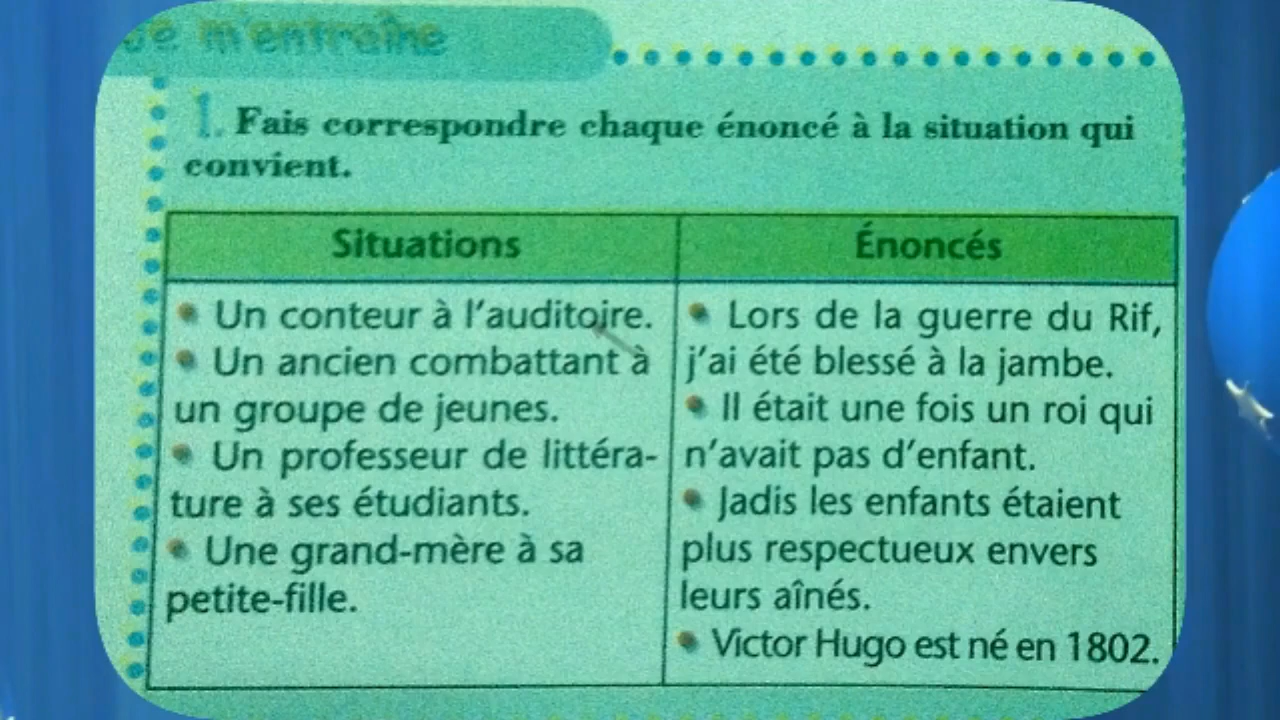 Je m'entraîne
1. Fais correspondre chaque énoncé à la situation qui
convient.
Situations
• Un conteur à l'auditoire.
• Un ancien combattant à
un groupe de jeunes.
• Un professeur de littéra-
ture à ses étudiants.
• Une grand-mère à sa
petite-fille.
Énoncés
• Lors de la guerre du Rif,
j'ai été blessé à la jambe.
• Il était une fois un roi qui
n'avait pas d'enfant.
• Jadis les enfants étaient
plus respectueux envers
leurs aînés.
• Victor Hugo est né en 1802.